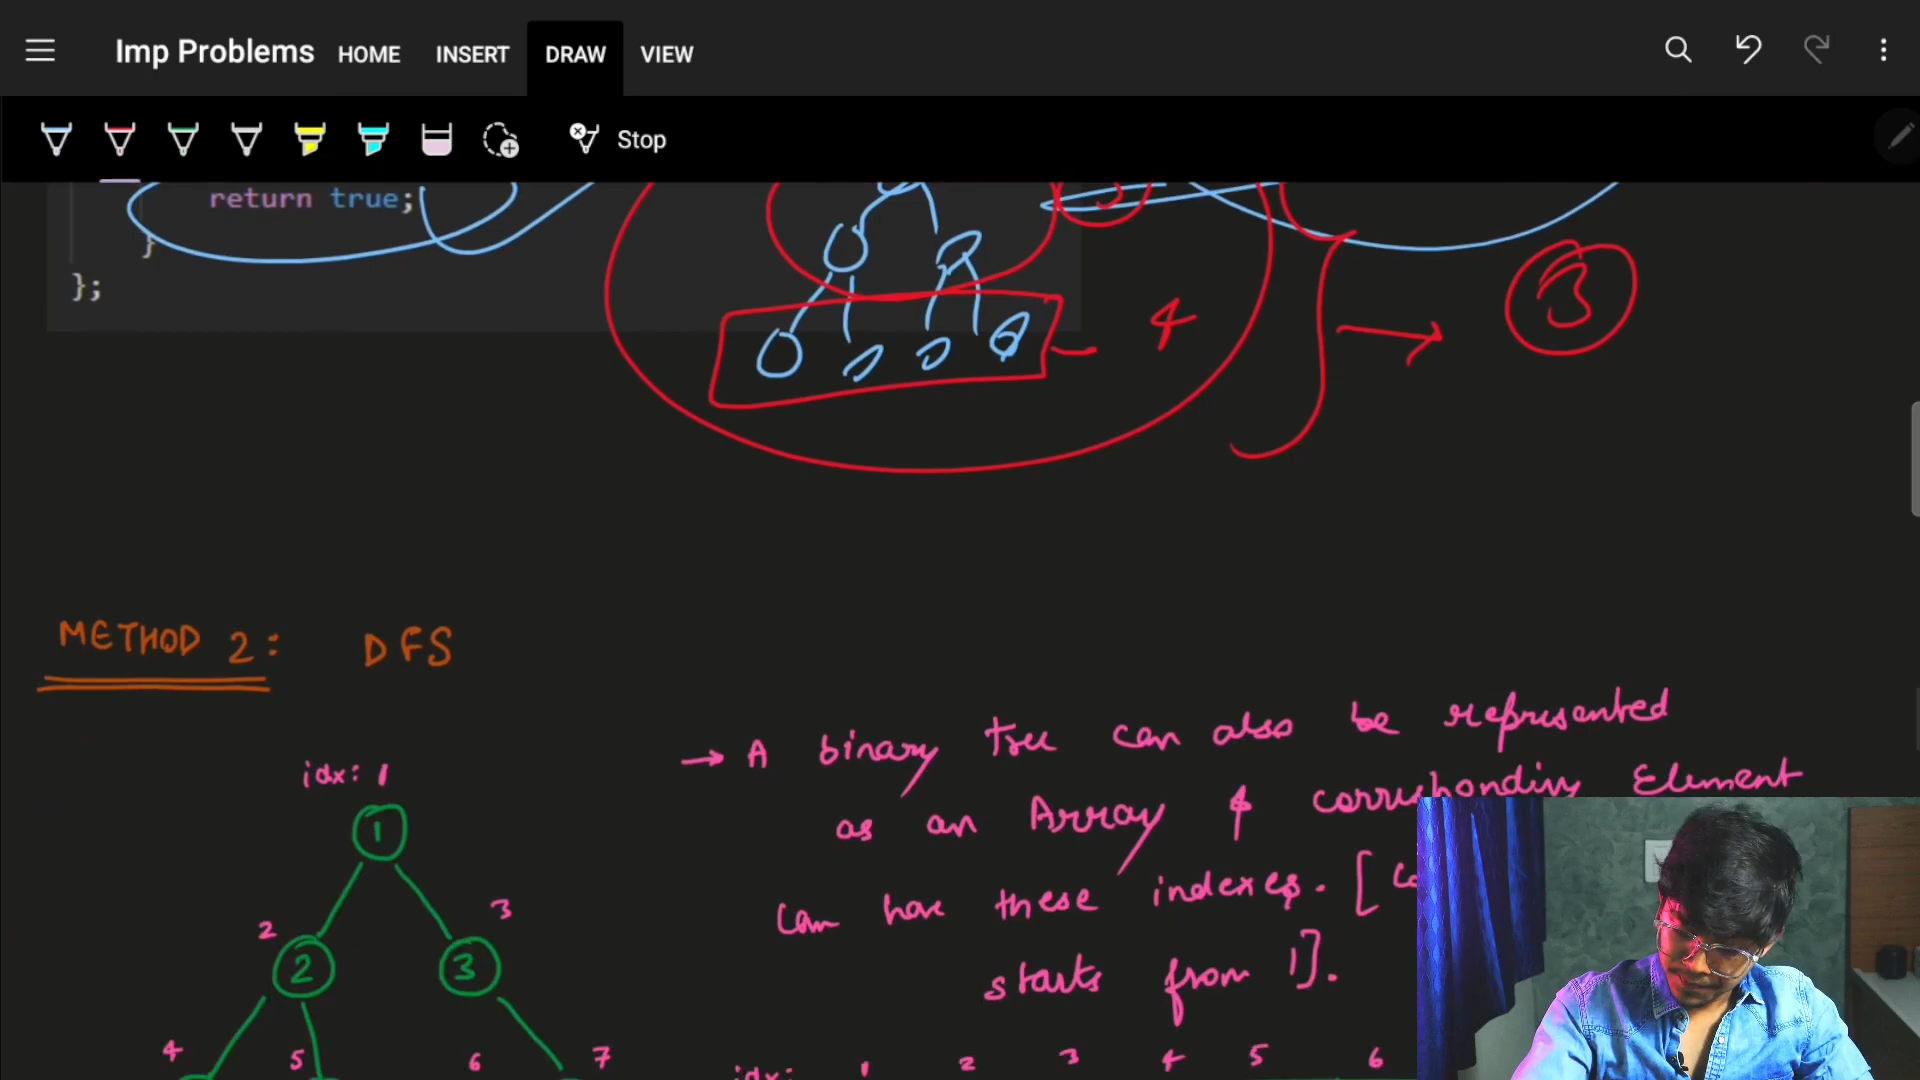 Imp Problems HOME INSERT DRAW VIEW
Stop
return true;
}
};
3
4
METHOD 2: DFS
idx: 1
1
2 3
2 3
4 5 6 7
→ A binary tree can also be represented
as an Array & corresponding Element
can have these indexes. [
starts from 1].
idx: 1 2 3 4 5 6